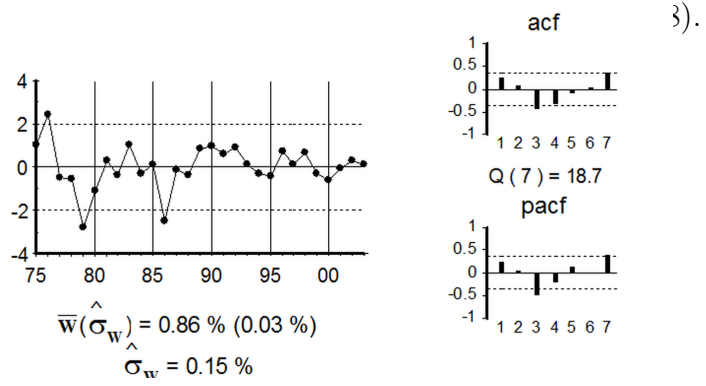 3).
acf
1
0.5
0
-0.5
-1
1 2 3 4 5 6 7
Q ( 7 ) = 18.7
pacf
1
0.5
0
-0.5
-1
1 2 3 4 5 6 7
4
2
0
-2
-4
75 80 85 90 95 00
w̅(σ̂w) = 0.86 % (0.03 %)
σ̂w = 0.15 %